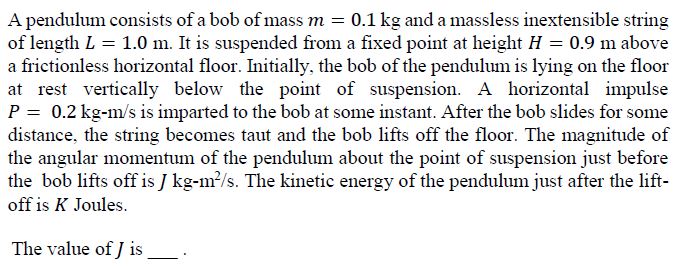 A pendulum consists of a bob of mass m = 0.1 kg and a massless inextensible string
of length L = 1.0 m. It is suspended from a fixed point at height H = 0.9 m above
a frictionless horizontal floor. Initially, the bob of the pendulum is lying on the floor
at rest vertically below the point of suspension. A horizontal impulse
P = 0.2 kg-m/s is imparted to the bob at some instant. After the bob slides for some
distance, the string becomes taut and the bob lifts off the floor. The magnitude of
the angular momentum of the pendulum about the point of suspension just before
the bob lifts off is J kg-m²/s. The kinetic energy of the pendulum just after the lift-
off is K Joules.
The value of J is ___ .